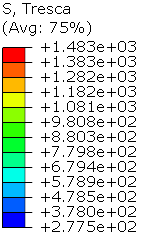 S, Tresca
(Avg: 75%)
+1.483e+03
+1.383e+03
+1.282e+03
+1.182e+03
+1.081e+03
+9.808e+02
+8.803e+02
+7.798e+02
+6.794e+02
+5.789e+02
+4.785e+02
+3.780e+02
+2.775e+02